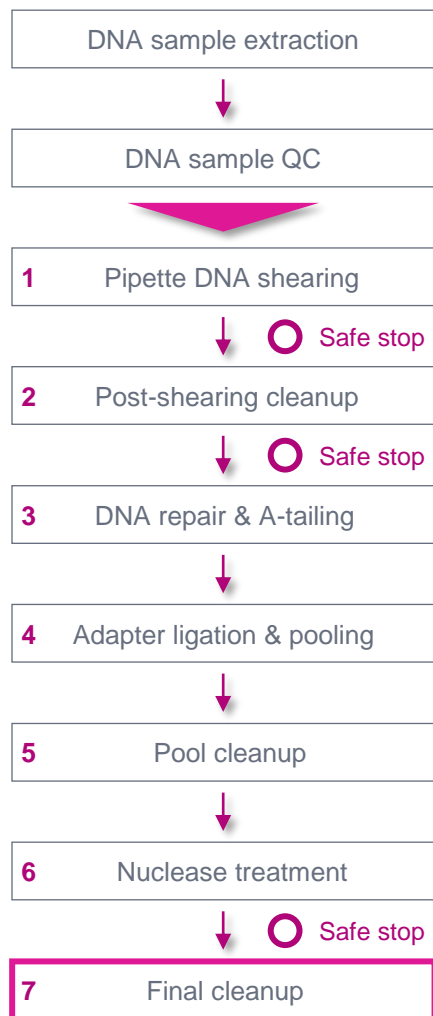 DNA sample extraction
DNA sample QC
1 Pipette DNA shearing
Safe stop
2 Post-shearing cleanup
Safe stop
3 DNA repair & A-tailing
4 Adapter ligation & pooling
5 Pool cleanup
6 Nuclease treatment
Safe stop
7 Final cleanup